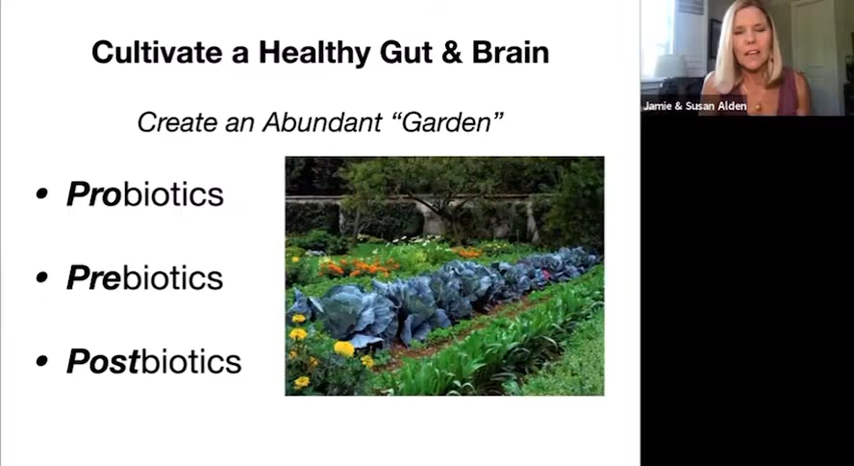 Cultivate a Healthy Gut & Brain
Create an Abundant “Garden”
• Probiotics
• Prebiotics
• Postbiotics
Jamie & Susan Alden